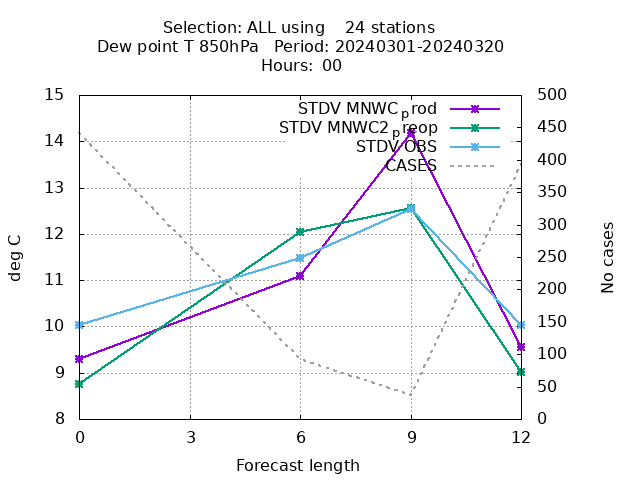 Selection: ALL using    24 stations
Dew point T 850hPa   Period: 20240301-20240320
Hours: 00
15
14
13
12
11
10
9
8
deg C
STDV MNWC_prod
STDV MNWC2_preop
STDV OBS
CASES
500
450
400
350
300
250
200
150
100
50
0
No cases
0 3 6 9 12
Forecast length